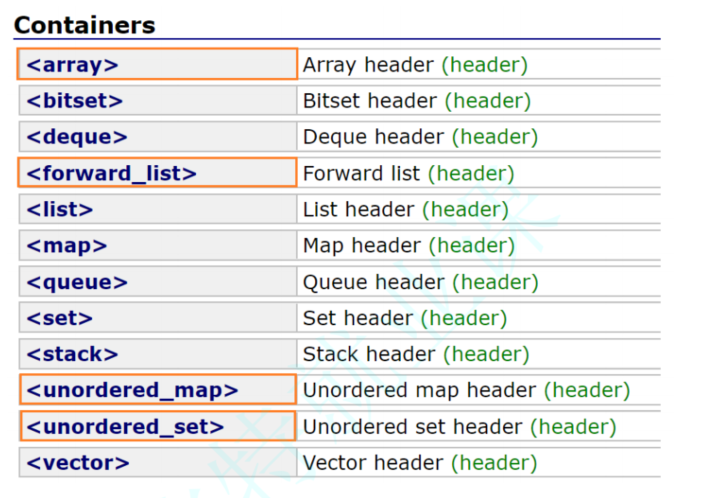 Containers
<array> Array header (header)
<bitset> Bitset header (header)
<deque> Deque header (header)
<forward_list> Forward list (header)
<list> List header (header)
<map> Map header (header)
<queue> Queue header (header)
<set> Set header (header)
<stack> Stack header (header)
<unordered_map> Unordered map header (header)
<unordered_set> Unordered set header (header)
<vector> Vector header (header)